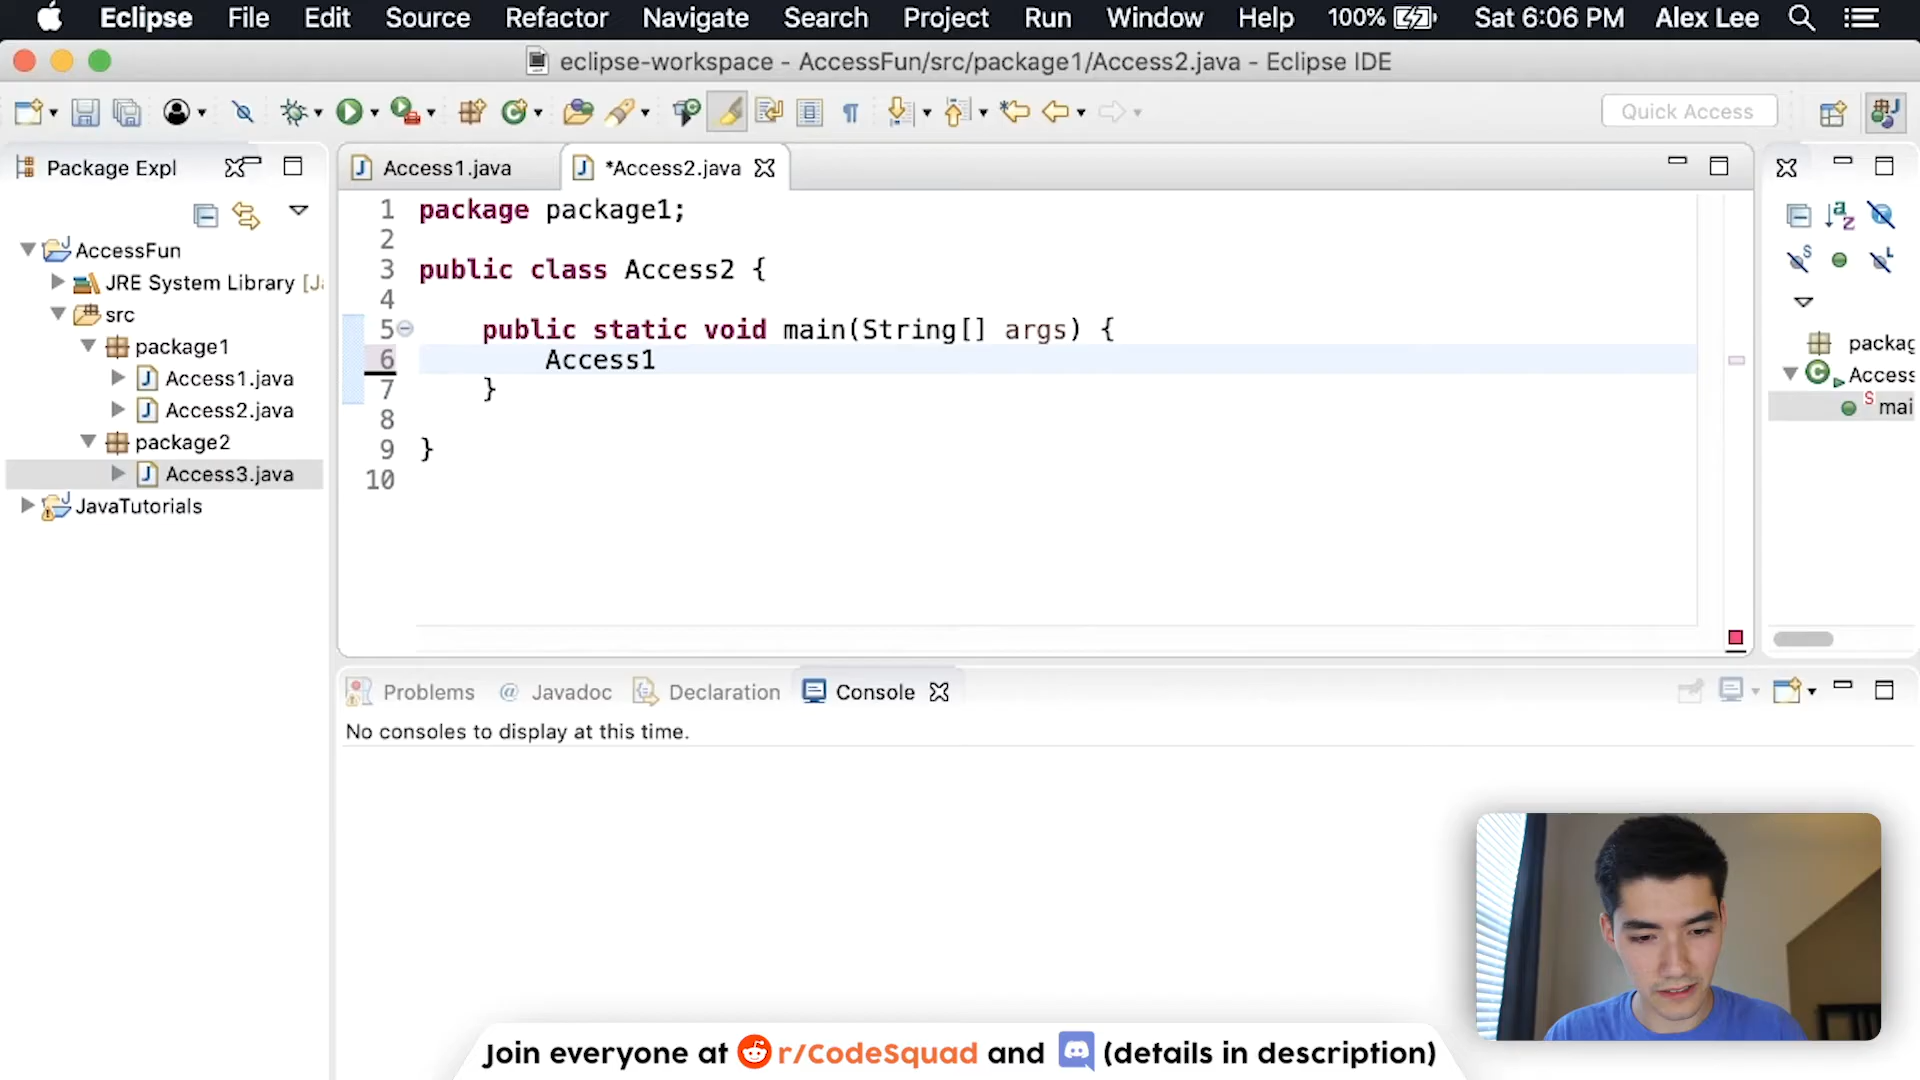 Eclipse File Edit Source Refactor Navigate Search Project Run Window Help 100% Sat 6:06 PM Alex Lee
eclipse-workspace - AccessFun/src/package1/Access2.java - Eclipse IDE
Quick Access
Package Expl
AccessFun
JRE System Library [Ja
src
package1
Access1.java
Access2.java
package2
Access3.java
JavaTutorials
Access1.java *Access2.java
1 package package1;
2
3 public class Access2 {
4
5 public static void main(String[] args) {
6 Access1
7 }
8
9 }
10
packag
Access
mai
Problems @ Javadoc Declaration Console
No consoles to display at this time.
Join everyone at r/CodeSquad and (details in description)